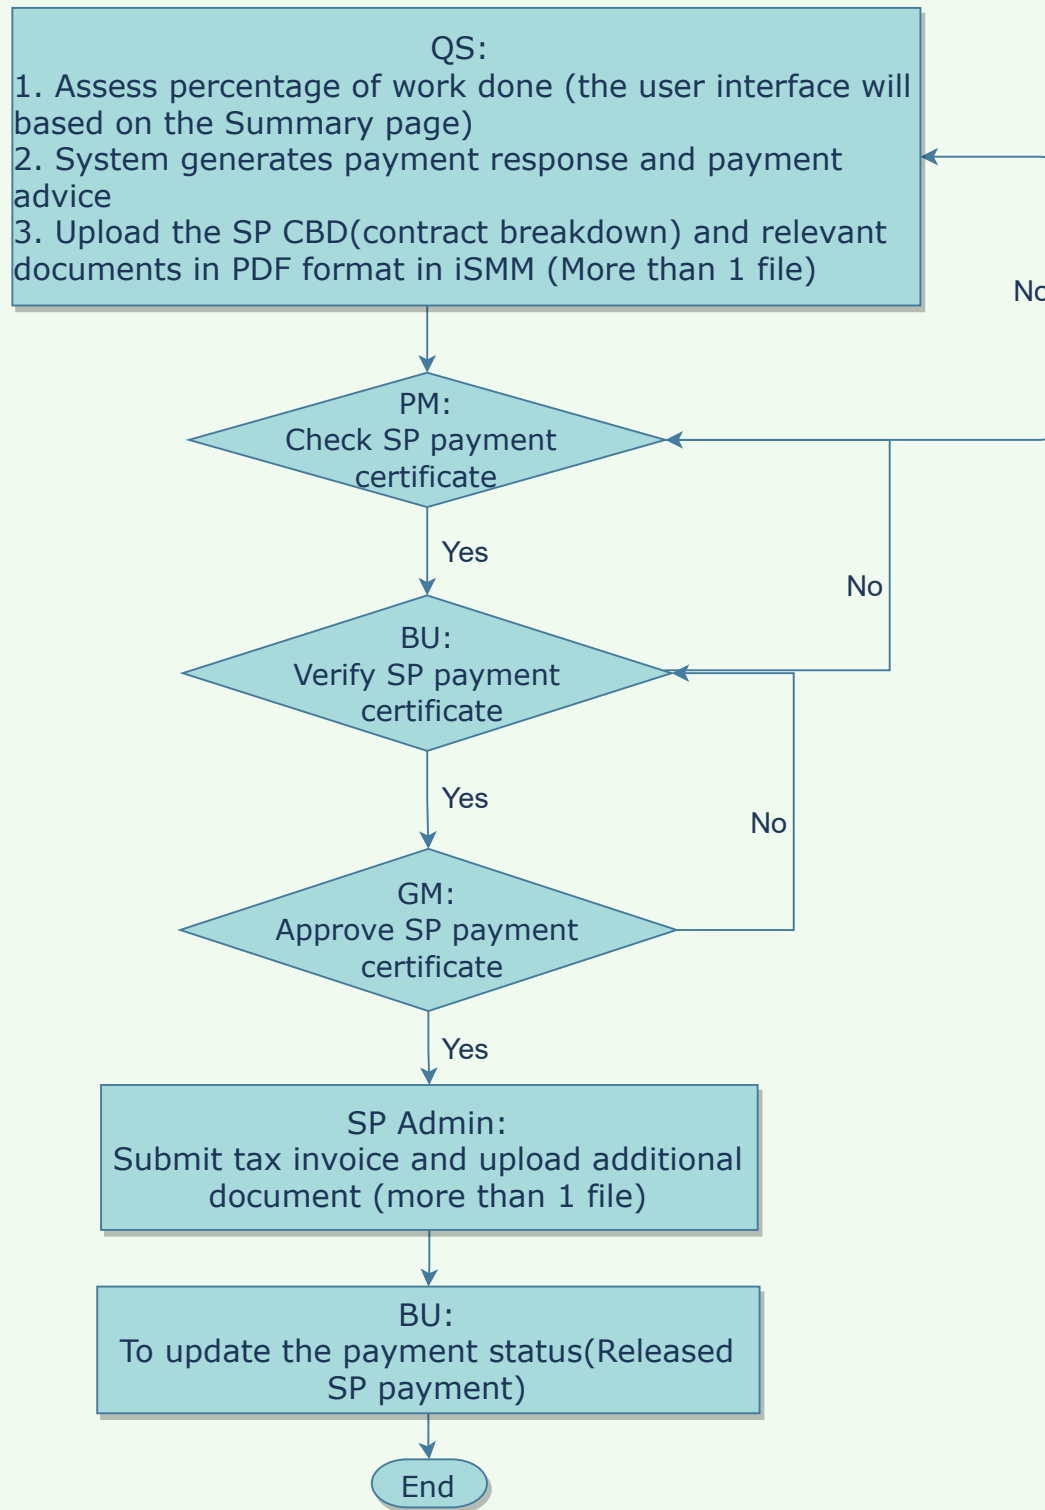 QS:
1. Assess percentage of work done (the user interface will
based on the Summary page)
2. System generates payment response and payment
advice
3. Upload the SP CBD(contract breakdown) and relevant
documents in PDF format in iSMM (More than 1 file)
No
PM:
Check SP payment
certificate
Yes
No
BU:
Verify SP payment
certificate
Yes
No
GM:
Approve SP payment
certificate
Yes
SP Admin:
Submit tax invoice and upload additional
document (more than 1 file)
BU:
To update the payment status(Released
SP payment)
End